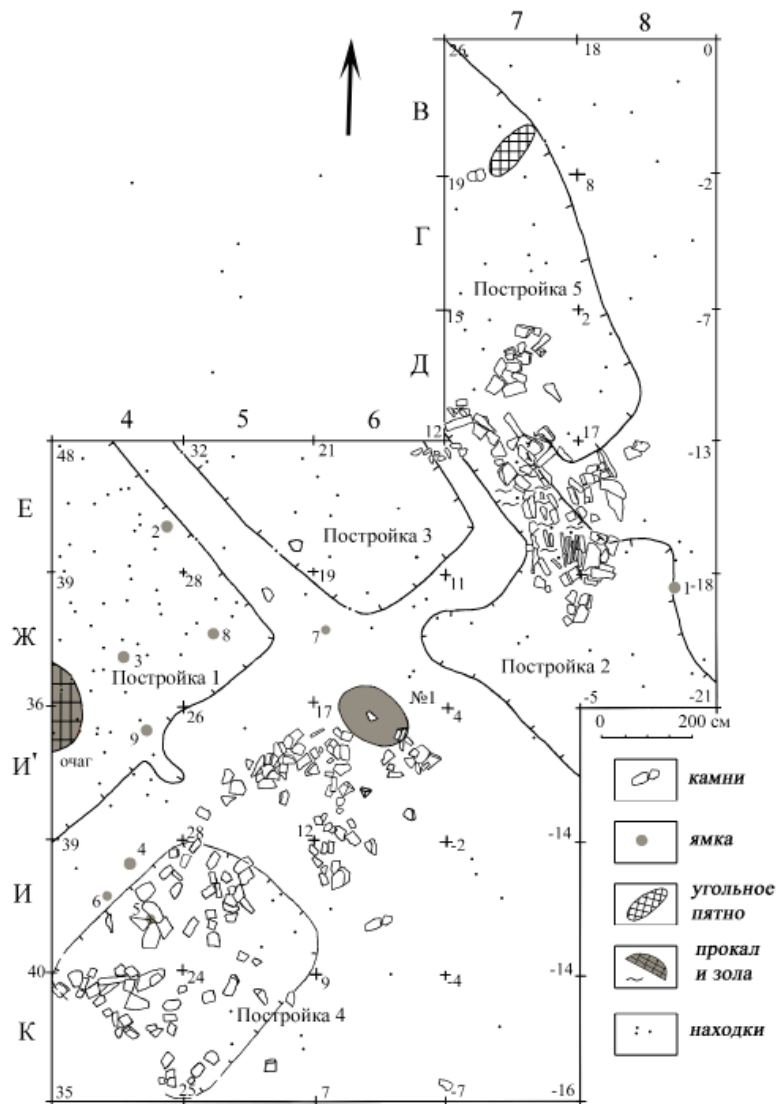 7 8
26 18 0
В
19 8 -2
Г
Постройка 5
15 2 -7
Д
4 5 6
12 17 -13
48 32 21
Е
2
Постройка 3
39 28 19 11 -18 1
Ж
8 7
3
Постройка 1 Постройка 2
№1
36 26 17 4 -5 -21
0 200 см
9
очаг
И'
камни
39 28 12 -2 -14
ямка
4
И
6 5
угольное
пятно
40 24 9 -4 -14
прокал
и зола
К
Постройка 4
находки
35 25 7 -7 -16